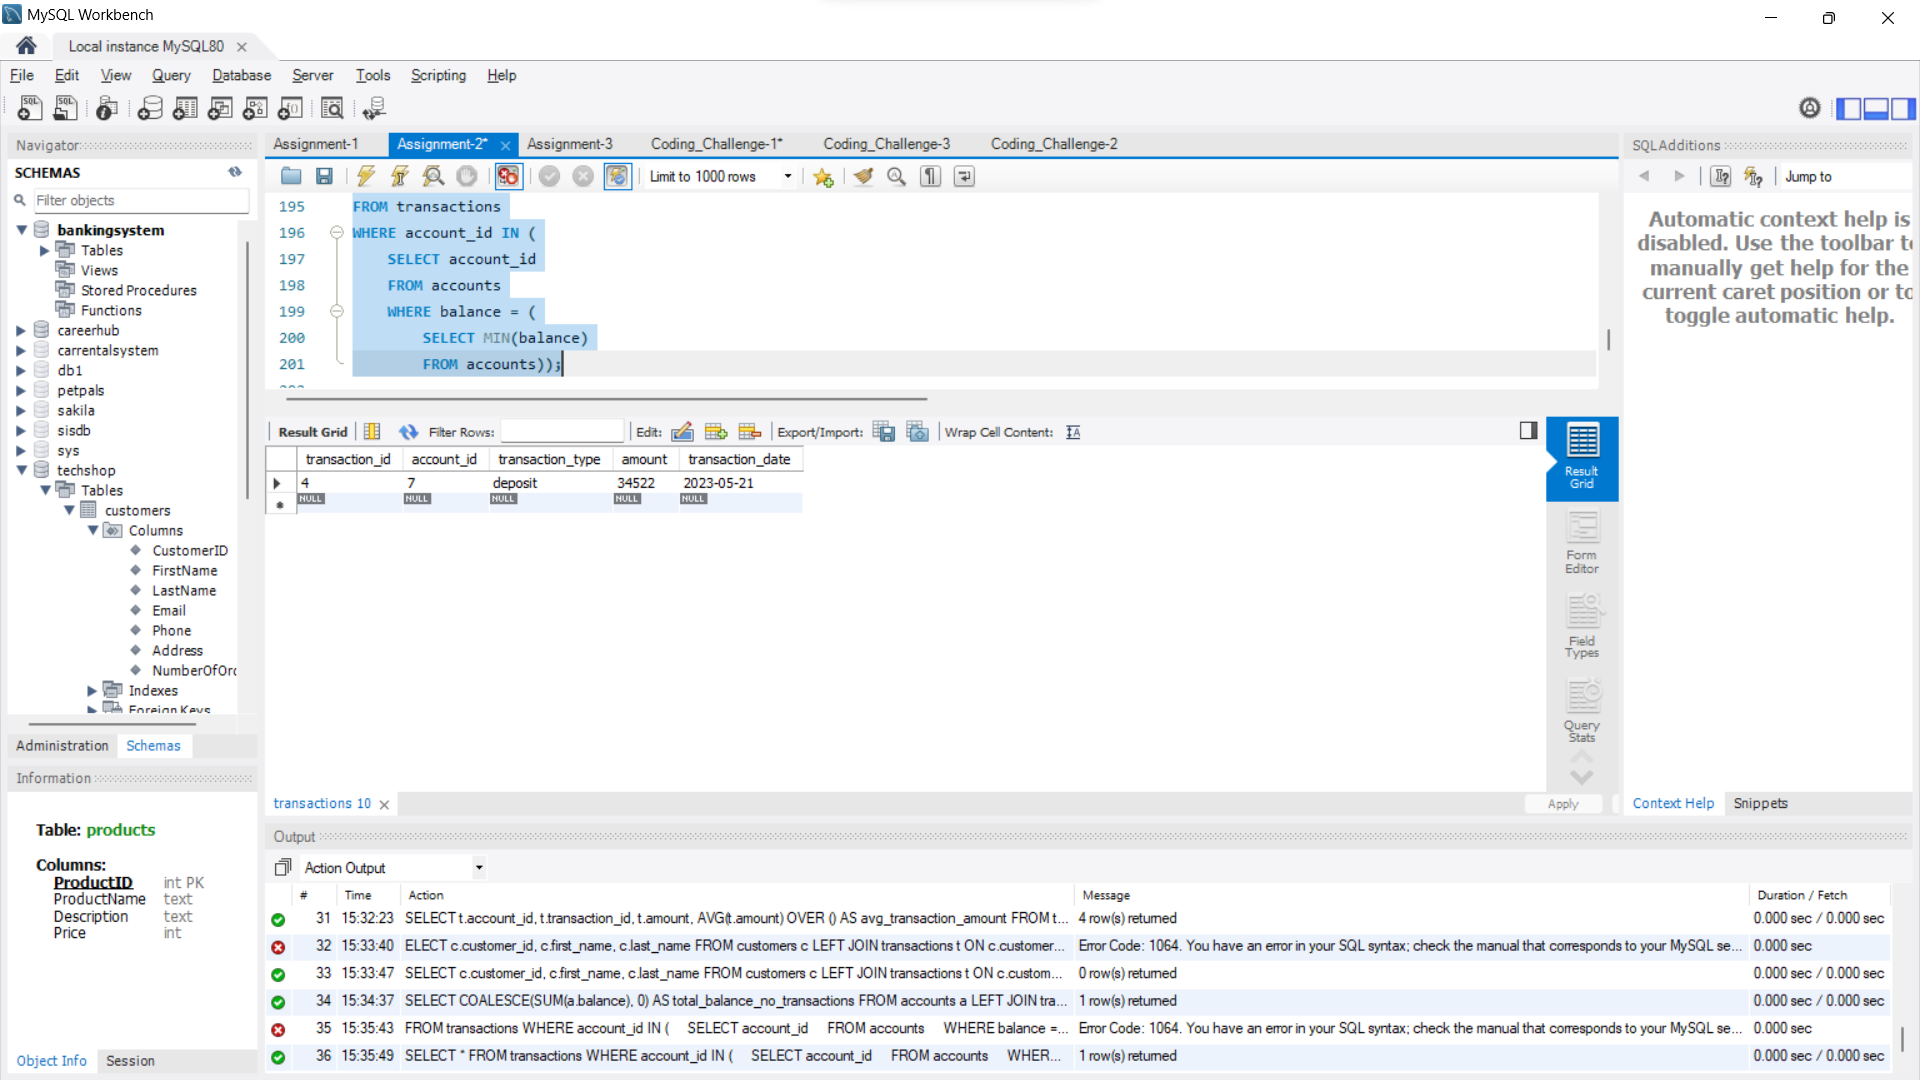 MySQL Workbench
Local instance MySQL80
File Edit View Query Database Server Tools Scripting Help
Navigator
SCHEMAS
Filter objects
bankingsystem
Tables
Views
Stored Procedures
Functions
careerhub
carrentalsystem
db1
petpals
sakila
sisdb
sys
techshop
Tables
customers
Columns
CustomerID
FirstName
LastName
Email
Phone
Address
NumberOfOr
Indexes
Foreign Keys
Administration Schemas
Information
Table: products
Columns:
ProductID int PK
ProductName text
Description text
Price int
Object Info Session
Assignment-1 Assignment-2* Assignment-3 Coding_Challenge-1* Coding_Challenge-3 Coding_Challenge-2
Limit to 1000 rows
195 FROM transactions
196 WHERE account_id IN (
197 SELECT account_id
198 FROM accounts
199 WHERE balance = (
200 SELECT MIN(balance)
201 FROM accounts));
Result Grid Filter Rows: Edit: Export/Import: Wrap Cell Content:
transaction_id account_id transaction_type amount transaction_date
4 7 deposit 34522 2023-05-21
NULL NULL NULL NULL NULL
Result Grid
Form Editor
Field Types
Query Stats
transactions 10
Apply
SQLAdditions
Jump to
Automatic context help is
disabled. Use the toolbar t
manually get help for the
current caret position or to
toggle automatic help.
Context Help Snippets
Output
Action Output
# Time Action Message Duration / Fetch
31 15:32:23 SELECT t.account_id, t.transaction_id, t.amount, AVG(t.amount) OVER () AS avg_transaction_amount FROM t... 4 row(s) returned 0.000 sec / 0.000 sec
32 15:33:40 ELECT c.customer_id, c.first_name, c.last_name FROM customers c LEFT JOIN transactions t ON c.customer... Error Code: 1064. You have an error in your SQL syntax; check the manual that corresponds to your MySQL se... 0.000 sec
33 15:33:47 SELECT c.customer_id, c.first_name, c.last_name FROM customers c LEFT JOIN transactions t ON c.custom... 0 row(s) returned 0.000 sec / 0.000 sec
34 15:34:37 SELECT COALESCE(SUM(a.balance), 0) AS total_balance_no_transactions FROM accounts a LEFT JOIN tra... 1 row(s) returned 0.000 sec / 0.000 sec
35 15:35:43 FROM transactions WHERE account_id IN ( SELECT account_id FROM accounts WHERE balance =... Error Code: 1064. You have an error in your SQL syntax; check the manual that corresponds to your MySQL se... 0.000 sec
36 15:35:49 SELECT * FROM transactions WHERE account_id IN ( SELECT account_id FROM accounts WHER... 1 row(s) returned 0.000 sec / 0.000 sec